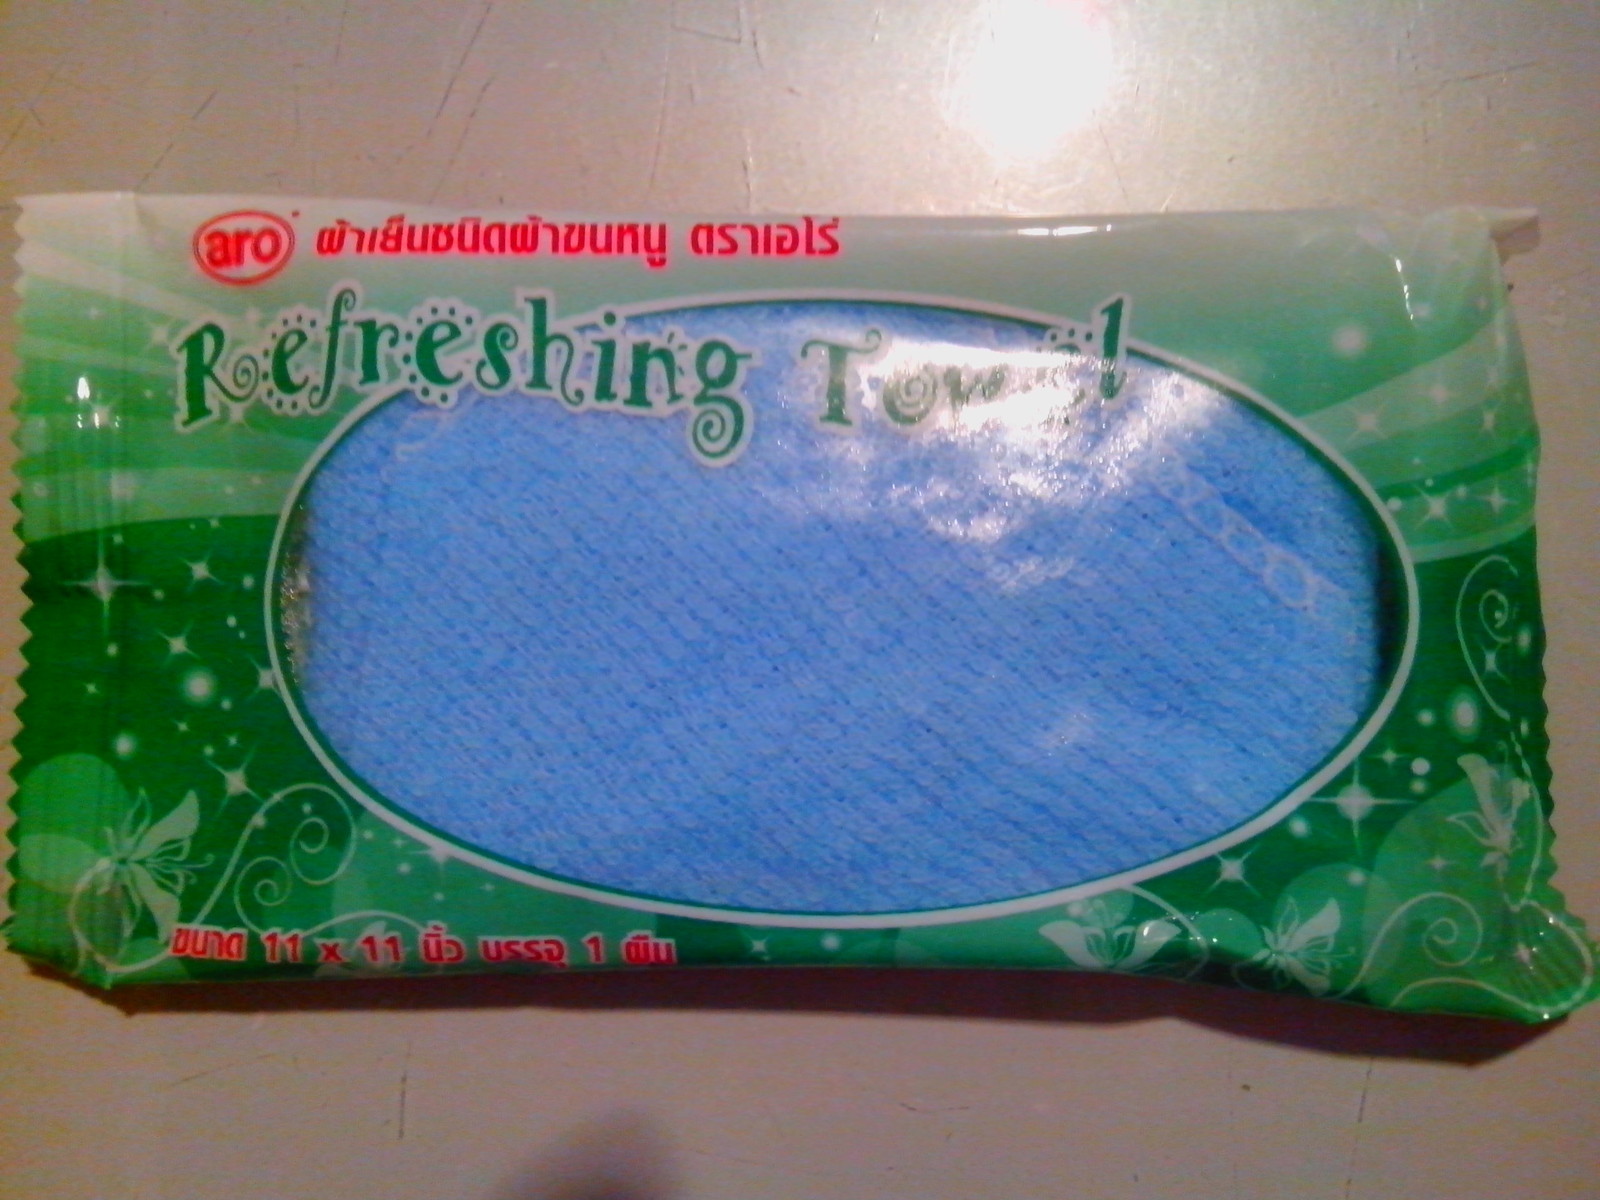 aro ผ้าเย็นชนิดผ้าขนหนู ตราเอโร่
Refreshing Towel
ขนาด 11 x 11 นิ้ว บรรจุ 1 ผืน